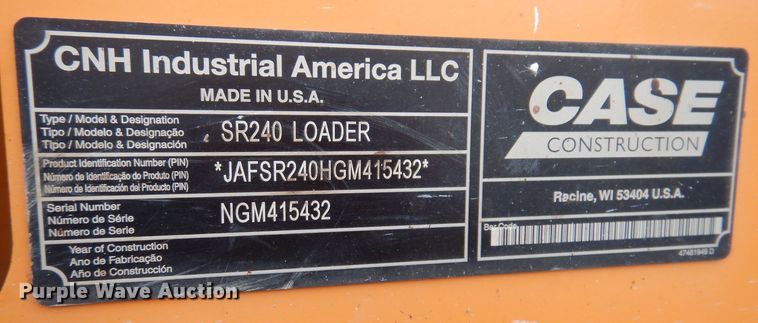 CNH Industrial America LLC
MADE IN U.S.A.
Type / Model & Designation
Tipo / Modelo & Designação
Tipo / Modelo & Designación
SR240 LOADER
Product Identification Number (PIN)
Número de Identificação do Produto (PIN)
Número de Identificación del Producto (PIN)
*JAFSR240HGM415432*
Serial Number
Número de Série
Número de Serie
NGM415432
Year of Construction
Ano de Fabricação
Año de Construcción
CASE
CONSTRUCTION
Racine, WI 53404 U.S.A.
Bar Code
47481949 D
Purple Wave Auction